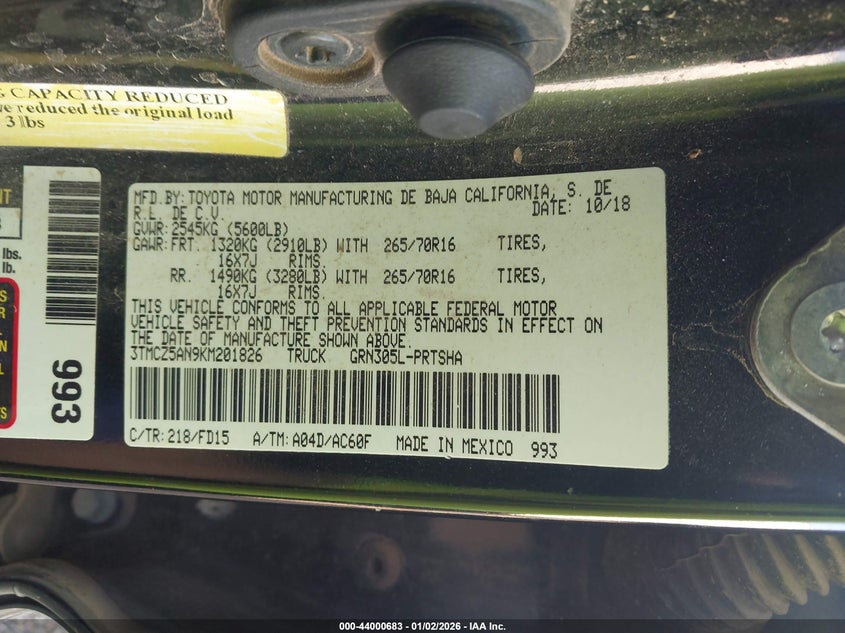 G CAPACITY REDUCED
we reduced the original load
3 lbs
NT
lbs.
lb.
993
MFD.BY: TOYOTA MOTOR MANUFACTURING DE BAJA CALIFORNIA, S. DE
R.L. DE C.V.
DATE: 10/18
GVWR: 2545KG (5600LB)
GAWR: FRT. 1320KG (2910LB) WITH 265/70R16 TIRES,
16X7J RIMS.
RR. 1490KG (3280LB) WITH 265/70R16 TIRES,
16X7J RIMS.
THIS VEHICLE CONFORMS TO ALL APPLICABLE FEDERAL MOTOR
VEHICLE SAFETY AND THEFT PREVENTION STANDARDS IN EFFECT ON
THE DATE OF MANUFACTURE SHOWN ABOVE.
3TMCZ5AN9KM201826 TRUCK GRN305L-PRTSHA
C/TR: 218/FD15 A/TM: A04D/AC60F MADE IN MEXICO 993
000-44000683 | 01/02/2026 – IAA Inc.